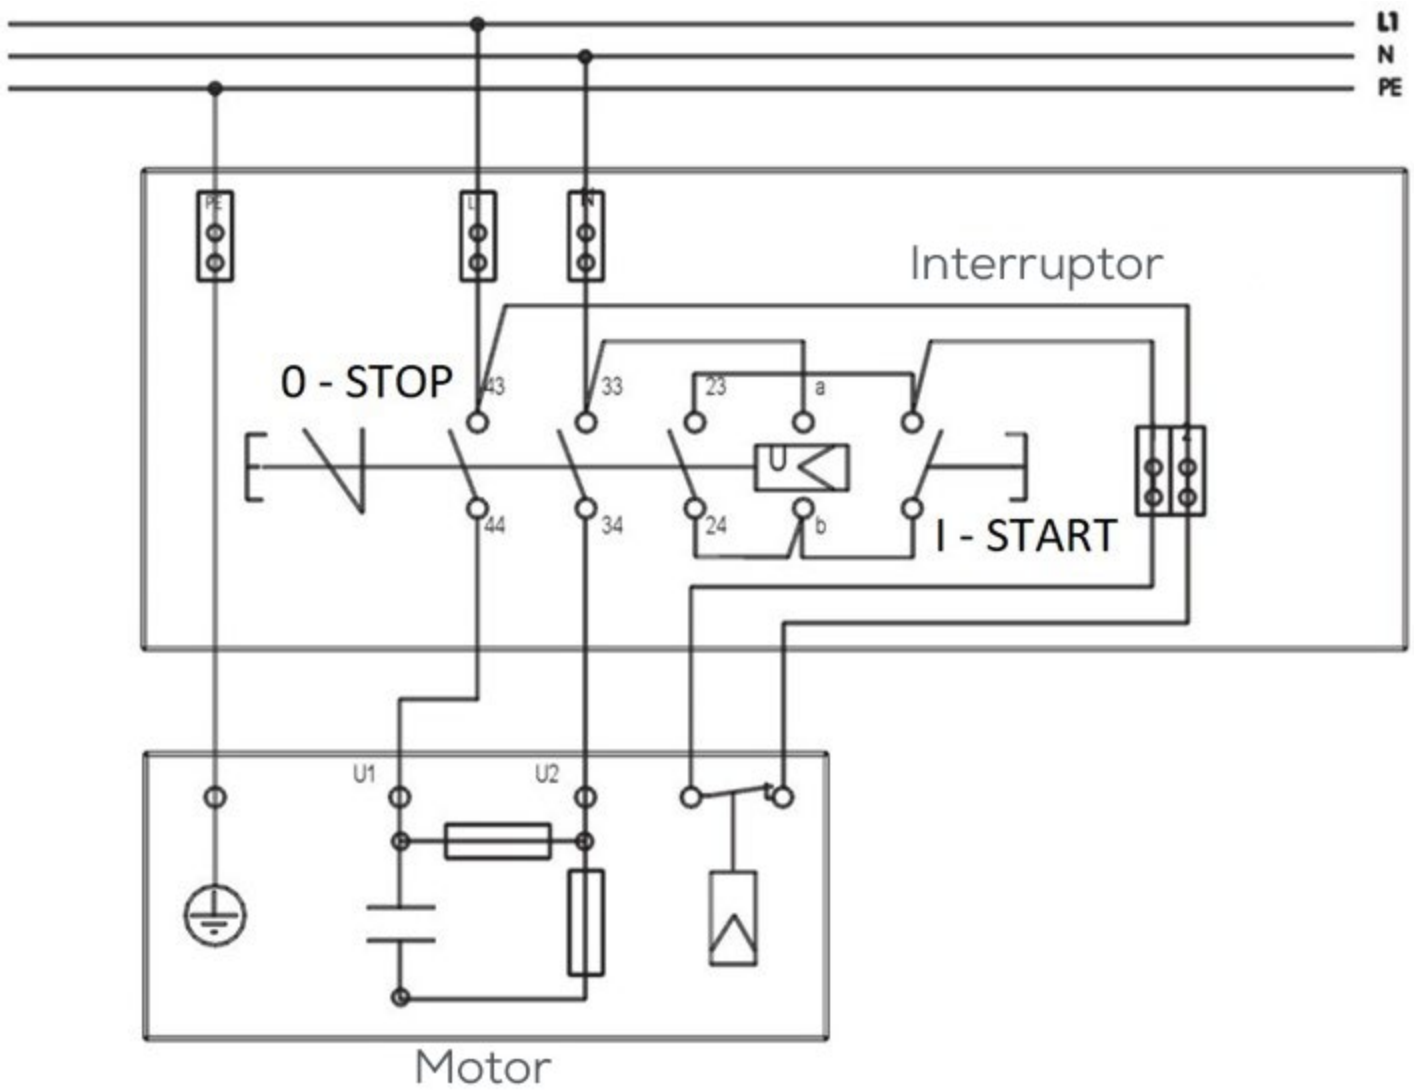 L1
N
PE
PE
L
N
Interruptor
0 - STOP
43
33
23
a
U
44
34
24
b
I - START
U1
U2
Motor